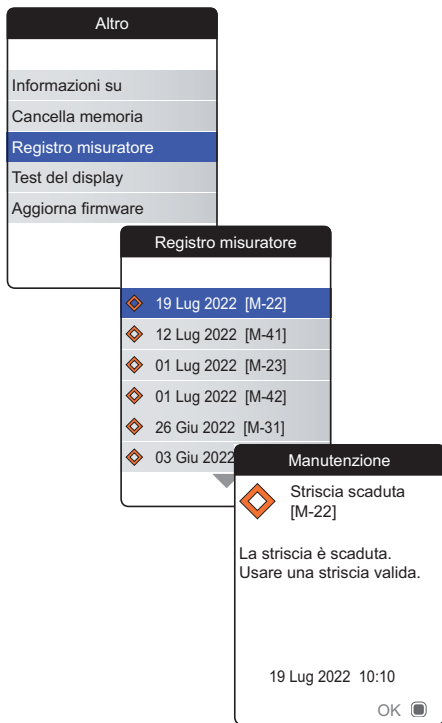 Altro
Informazioni su
Cancella memoria
Registro misuratore
Test del display
Aggiorna firmware
Registro misuratore
19 Lug 2022 [M-22]
12 Lug 2022 [M-41]
01 Lug 2022 [M-23]
01 Lug 2022 [M-42]
26 Giu 2022 [M-31]
03 Giu 2022
Manutenzione
Striscia scaduta
[M-22]
La striscia è scaduta.
Usare una striscia valida.
19 Lug 2022 10:10
OK